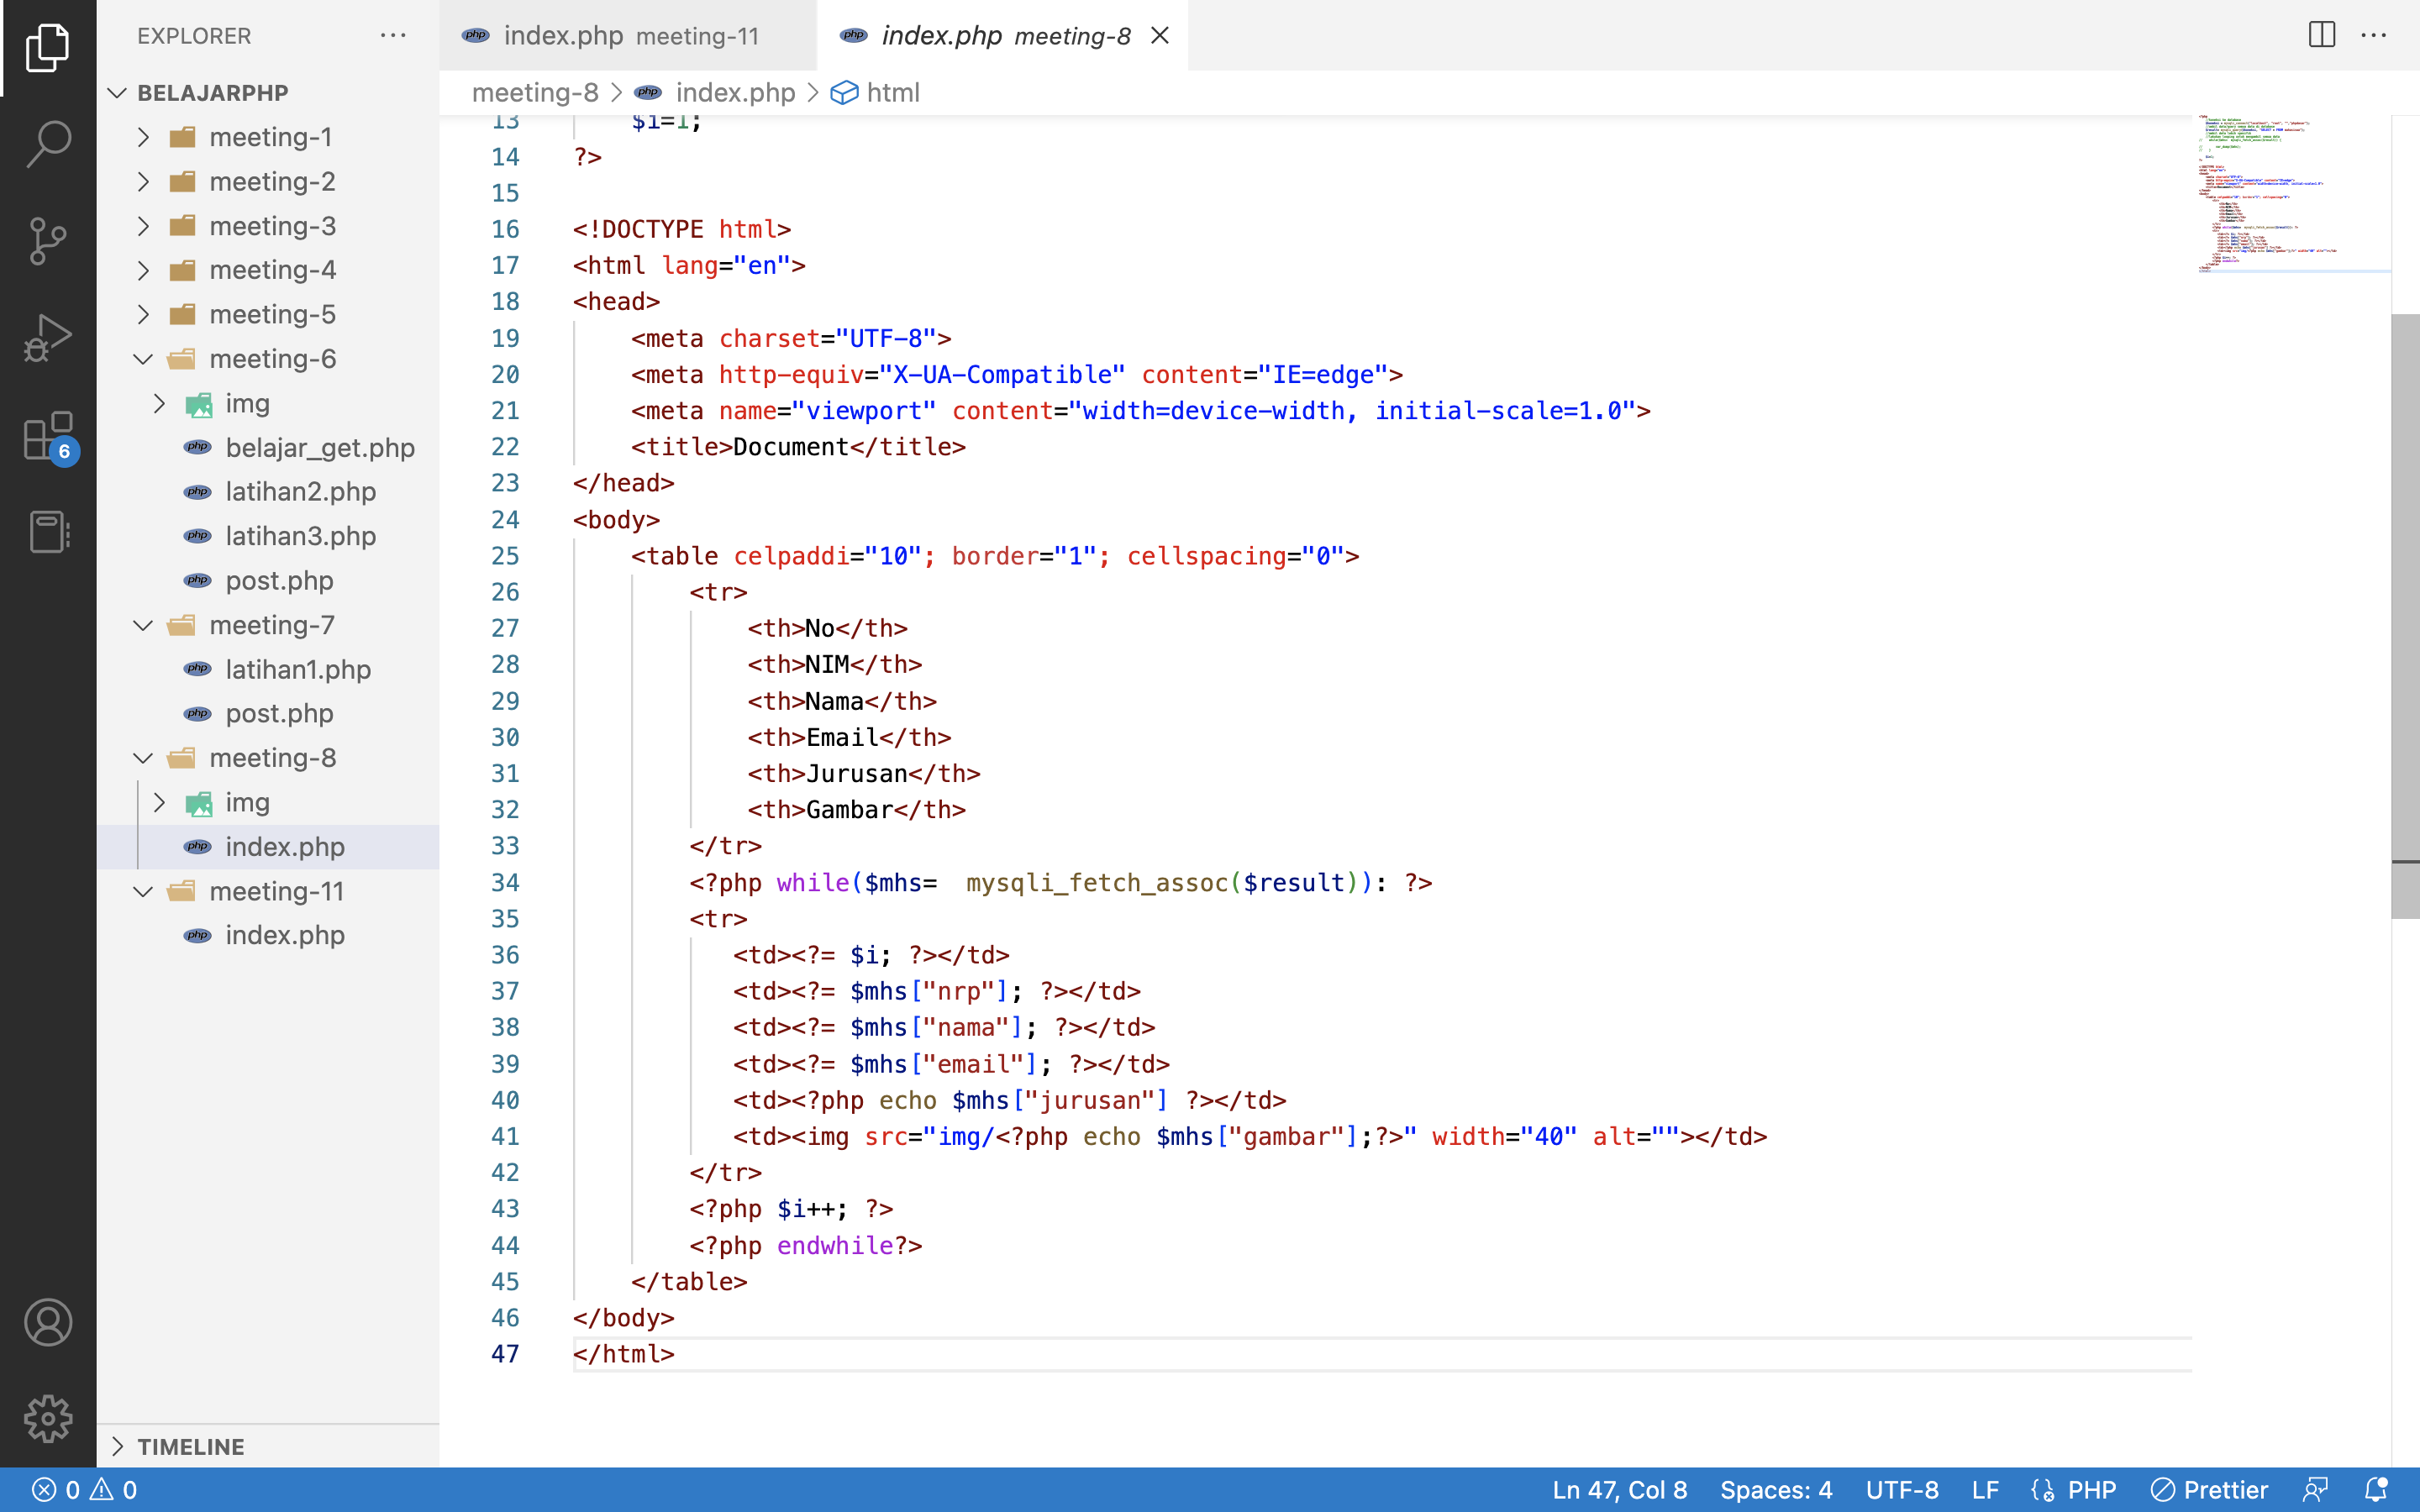 EXPLORER
BELAJARPHP
meeting-1
meeting-2
meeting-3
meeting-4
meeting-5
meeting-6
img
belajar_get.php
latihan2.php
latihan3.php
post.php
meeting-7
latihan1.php
post.php
meeting-8
img
index.php
meeting-11
index.php
TIMELINE
6
php index.php meeting-11
php index.php meeting-8
meeting-8 > php index.php > html
13 $i=1;
14 ?>
15
16 <!DOCTYPE html>
17 <html lang="en">
18 <head>
19 <meta charset="UTF-8">
20 <meta http-equiv="X-UA-Compatible" content="IE=edge">
21 <meta name="viewport" content="width=device-width, initial-scale=1.0">
22 <title>Document</title>
23 </head>
24 <body>
25 <table celpaddi="10"; border="1"; cellspacing="0">
26 <tr>
27 <th>No</th>
28 <th>NIM</th>
29 <th>Nama</th>
30 <th>Email</th>
31 <th>Jurusan</th>
32 <th>Gambar</th>
33 </tr>
34 <?php while($mhs=  mysqli_fetch_assoc($result)): ?>
35 <tr>
36 <td><?= $i; ?></td>
37 <td><?= $mhs["nrp"]; ?></td>
38 <td><?= $mhs["nama"]; ?></td>
39 <td><?= $mhs["email"]; ?></td>
40 <td><?php echo $mhs["jurusan"] ?></td>
41 <td><img src="img/<?php echo $mhs["gambar"];?>" width="40" alt=""></td>
42 </tr>
43 <?php $i++; ?>
44 <?php endwhile?>
45 </table>
46 </body>
47 </html>
0 0 Ln 47, Col 8 Spaces: 4 UTF-8 LF PHP Prettier